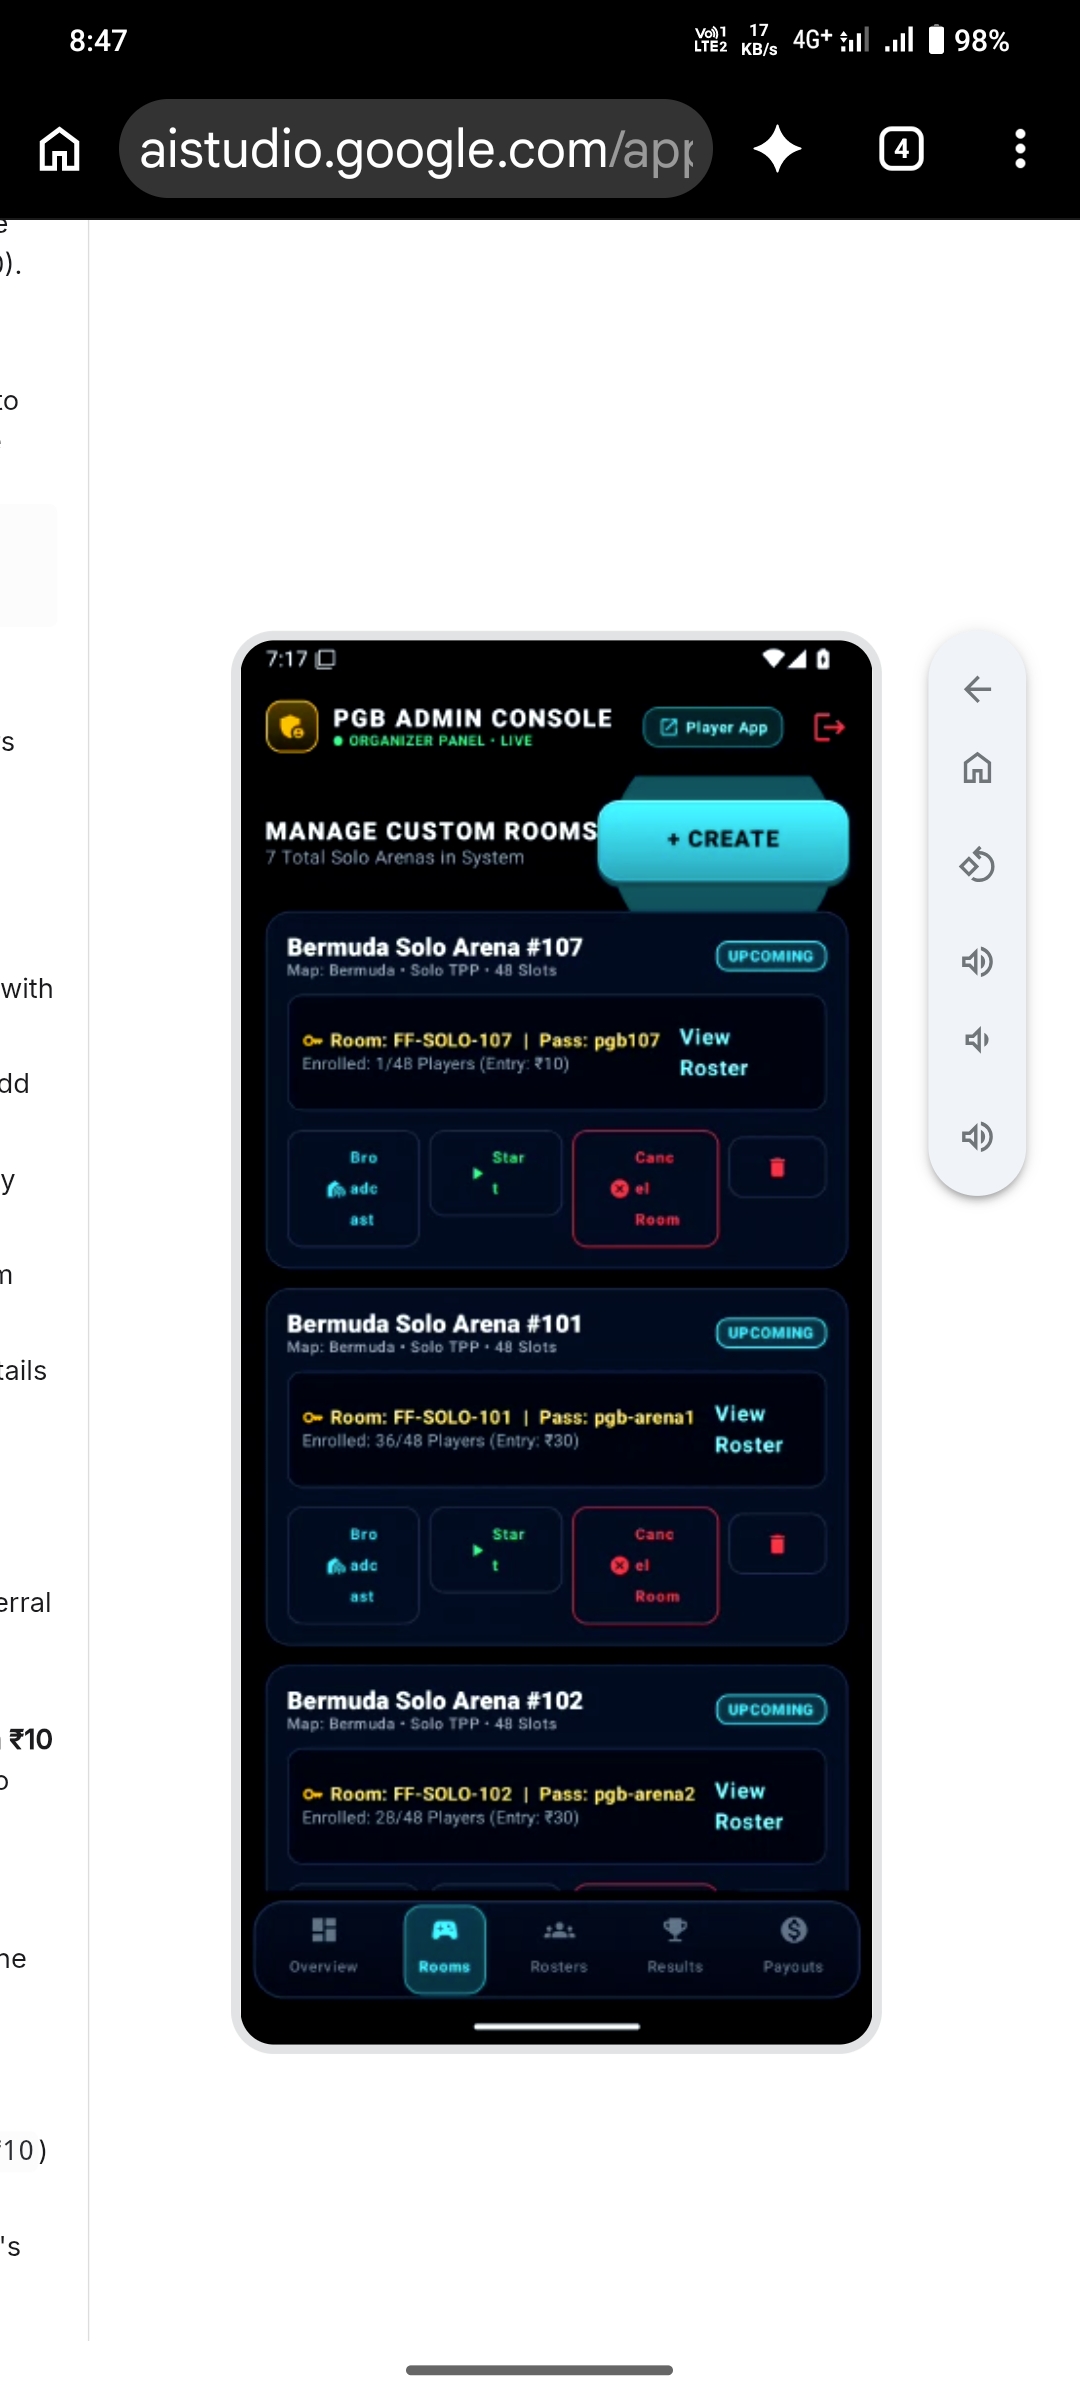 8:47
Vo) 1
LTE2
17
KB/s
4G+
98%
aistudio.google.com/app
4
e
).
to
s
with
dd
y
m
tails
erral
₹10
o
ne
₹10)
's
7:17
PGB ADMIN CONSOLE
ORGANIZER PANEL • LIVE
Player App
MANAGE CUSTOM ROOMS
7 Total Solo Arenas in System
+ CREATE
Bermuda Solo Arena #107
Map: Bermuda • Solo TPP • 48 Slots
UPCOMING
Room: FF-SOLO-107 | Pass: pgb107
Enrolled: 1/48 Players (Entry: ₹10)
View
Roster
Bro
adc
ast
Star
t
Canc
el
Room
Bermuda Solo Arena #101
Map: Bermuda • Solo TPP • 48 Slots
UPCOMING
Room: FF-SOLO-101 | Pass: pgb-arena1
Enrolled: 36/48 Players (Entry: ₹30)
View
Roster
Bro
adc
ast
Star
t
Canc
el
Room
Bermuda Solo Arena #102
Map: Bermuda • Solo TPP • 48 Slots
UPCOMING
Room: FF-SOLO-102 | Pass: pgb-arena2
Enrolled: 28/48 Players (Entry: ₹30)
View
Roster
Overview
Rooms
Rosters
Results
Payouts